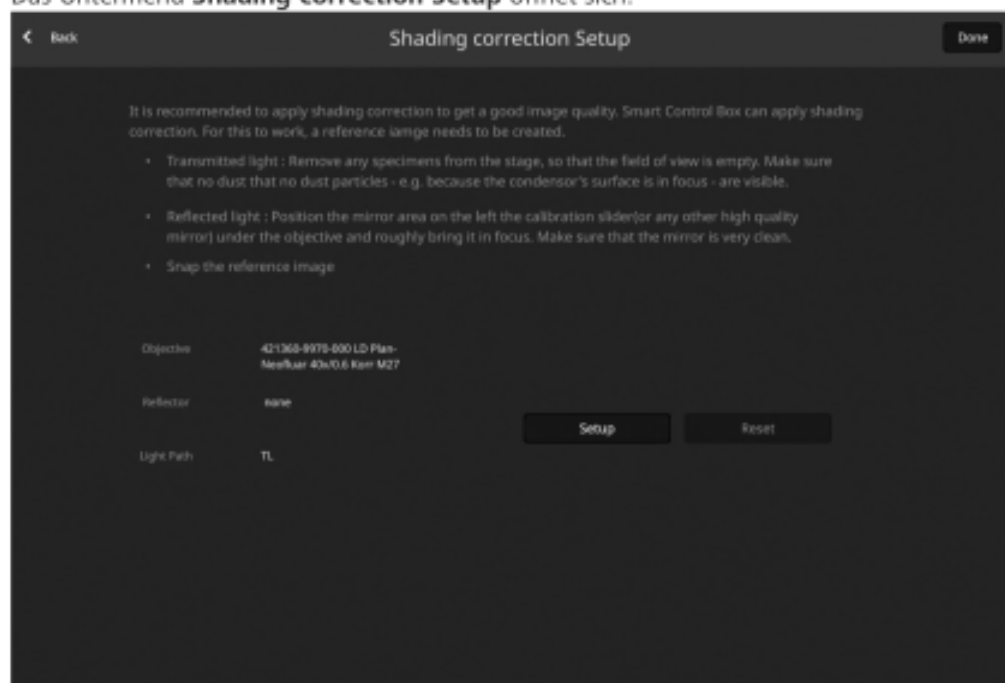 Das Untermenü Shading correction Setup öffnet sich.
Back
Shading correction Setup
Done
It is recommended to apply shading correction to get a good image quality. Smart Control Box can apply shading
correction. For this to work, a reference iamge needs to be created.
• Transmitted light : Remove any specimens from the stage, so that the field of view is empty. Make sure
that no dust that no dust particles - e.g. because the condensor's surface is in focus - are visible.
• Reflected light : Position the mirror area on the left the calibration slider(or any other high quality
mirror) under the objective and roughly bring it in focus. Make sure that the mirror is very clean.
• Snap the reference image
Objective
421360-9970-000 LD Plan-
Neofluar 40x/0.6 Korr M27
Reflector
none
Setup
Reset
Light Path
TL